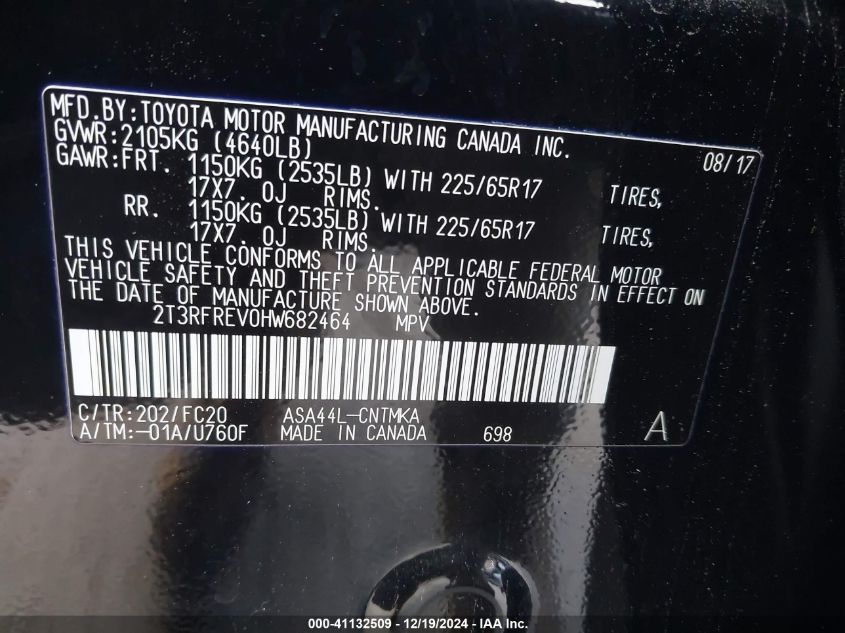 MFD.BY:TOYOTA MOTOR MANUFACTURING CANADA INC. 08/17
GVWR:2105KG (4640LB)
GAWR:FRT. 1150KG (2535LB) WITH 225/65R17 TIRES,
17X7.0J RIMS.
RR. 1150KG (2535LB) WITH 225/65R17 TIRES,
17X7.0J RIMS.
THIS VEHICLE CONFORMS TO ALL APPLICABLE FEDERAL MOTOR
VEHICLE SAFETY AND THEFT PREVENTION STANDARDS IN EFFECT ON
THE DATE OF MANUFACTURE SHOWN ABOVE.
2T3RFREV0HW682464 MPV
C/TR:202/FC20 ASA44L-CNTMKA
A/TM:-01A/U760F MADE IN CANADA 698 A
000-41132509 - 12/19/2024 - IAA Inc.